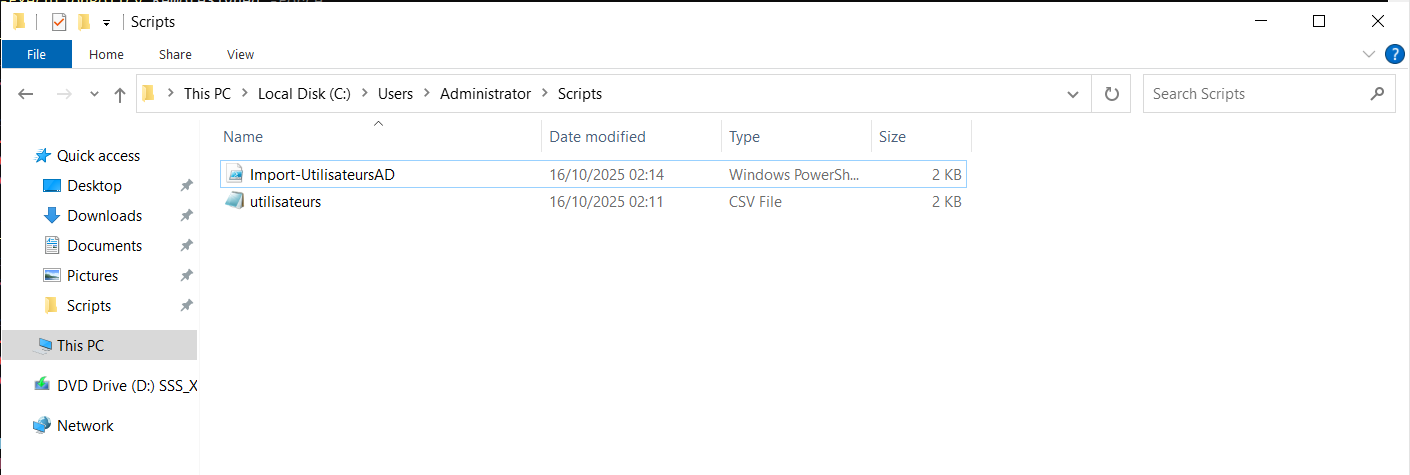 Scripts
File Home Share View
This PC Local Disk (C:) Users Administrator Scripts Search Scripts
Name Date modified Type Size
Quick access
Import-UtilisateursAD 16/10/2025 02:14 Windows PowerSh... 2 KB
Desktop
utilisateurs 16/10/2025 02:11 CSV File 2 KB
Downloads
Documents
Pictures
Scripts
This PC
DVD Drive (D:) SSS_X
Network